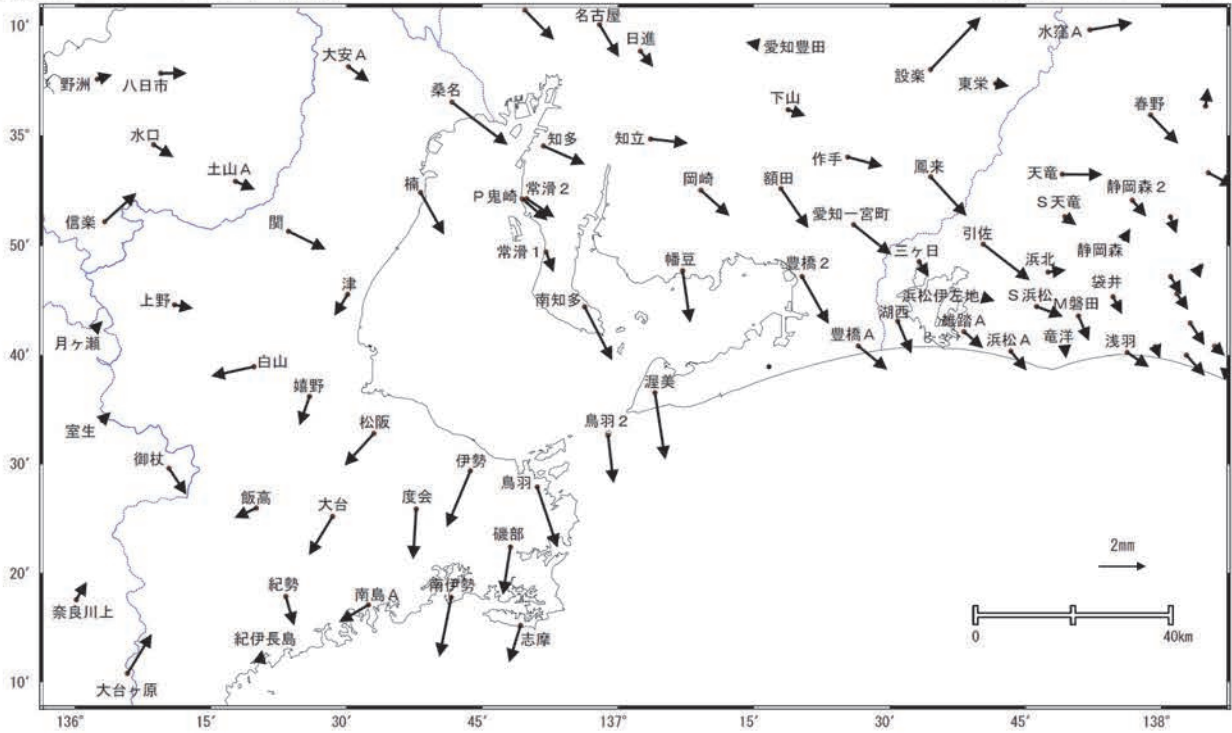 10′
名古屋
日進
愛知豊田
水窪A
大安A
野洲
八日市
設楽
東栄
桑名
下山
春野
35°
水口
知多
知立
土山A
作手
鳳来
天竜
静岡森2
岡崎
額田
楠
P鬼崎
常滑2
S天竜
信楽
関
愛知一宮町
引佐
50′
常滑1
幡豆
豊橋2
三ヶ日
浜北
静岡森
津
上野
南知多
浜松伊左地
S浜松
M磐田
袋井
湖西
舞踏A
月ヶ瀬
豊橋A
浜松A
竜洋
浅羽
40′
白山
嬉野
渥美
室生
松阪
鳥羽2
御杖
伊勢
30′
飯高
大台
度会
鳥羽
磯部
2mm
20′
奈良川上
紀勢
南島A
南伊勢
紀伊長島
志摩
0
40km
大台ヶ原
10′
136°
15′
30′
45′
137°
15′
30′
45′
138°